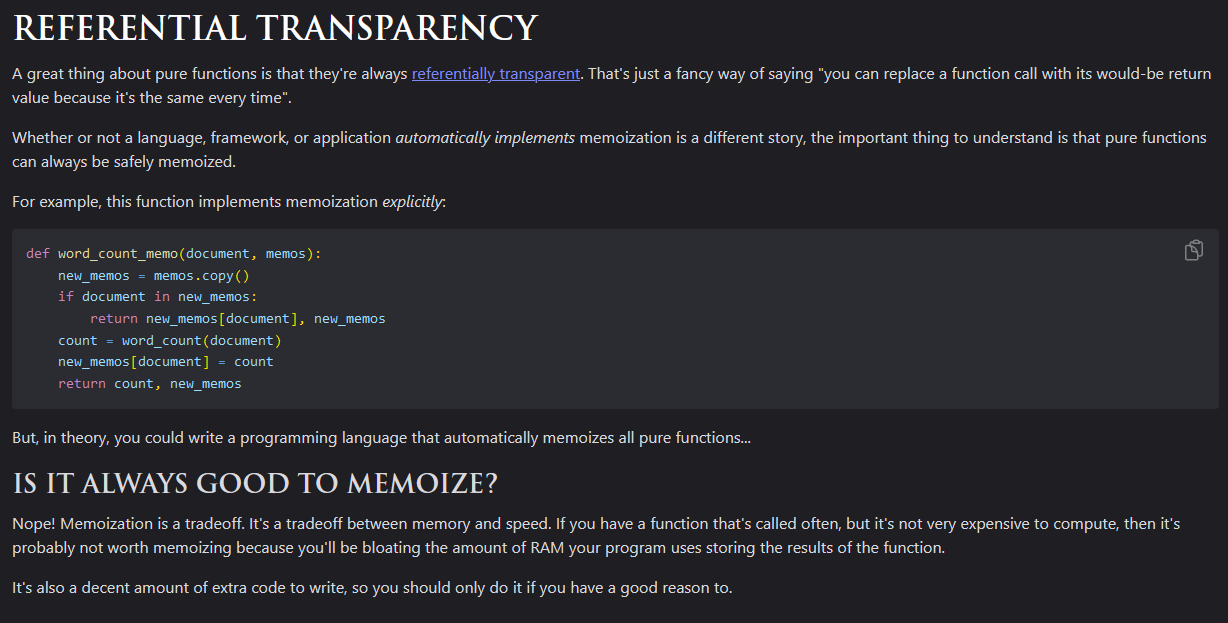 REFERENTIAL TRANSPARENCY
A great thing about pure functions is that they're always referentially transparent. That's just a fancy way of saying "you can replace a function call with its would-be return
value because it's the same every time".
Whether or not a language, framework, or application automatically implements memoization is a different story, the important thing to understand is that pure functions
can always be safely memoized.
For example, this function implements memoization explicitly:
def word_count_memo(document, memos):
    new_memos = memos.copy()
    if document in new_memos:
        return new_memos[document], new_memos
    count = word_count(document)
    new_memos[document] = count
    return count, new_memos
But, in theory, you could write a programming language that automatically memoizes all pure functions...
IS IT ALWAYS GOOD TO MEMOIZE?
Nope! Memoization is a tradeoff. It's a tradeoff between memory and speed. If you have a function that's called often, but it's not very expensive to compute, then it's
probably not worth memoizing because you'll be bloating the amount of RAM your program uses storing the results of the function.
It's also a decent amount of extra code to write, so you should only do it if you have a good reason to.